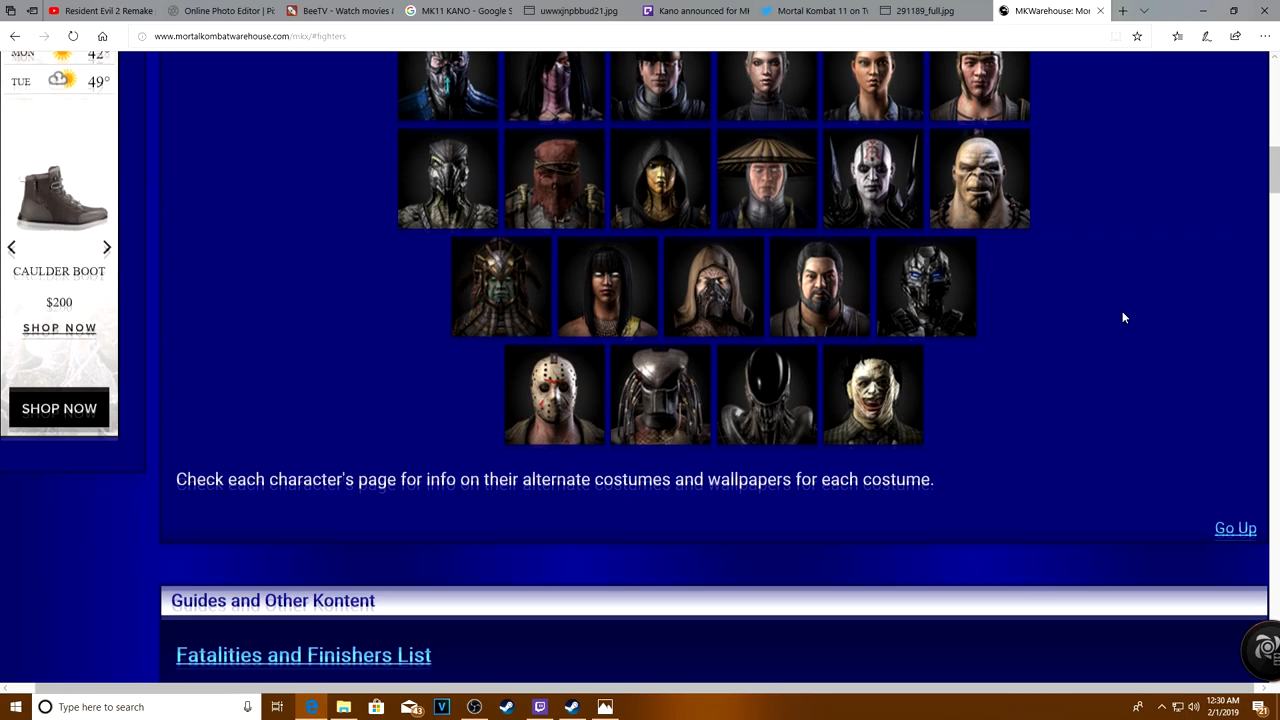 Resident Evil 2 Remake
Online Photo Editor | Pi
BeeTV - Watch movies i
MK11 KANO - Google S
uwwxjnpbbud21.jpg
Kano announced for M
Mortal Kombat 11 on Tw
291189_full.jpg
MKWarehouse: Mor
www.mortalkombatwarehouse.com/mkx/#fighters
MON 42°
TUE 49°
CAULDER BOOT
$200
SHOP NOW
SHOP NOW
Check each character's page for info on their alternate costumes and wallpapers for each costume.
Go Up
Guides and Other Kontent
Fatalities and Finishers List
Type here to search
43
V
12:30 AM
2/1/2019
21